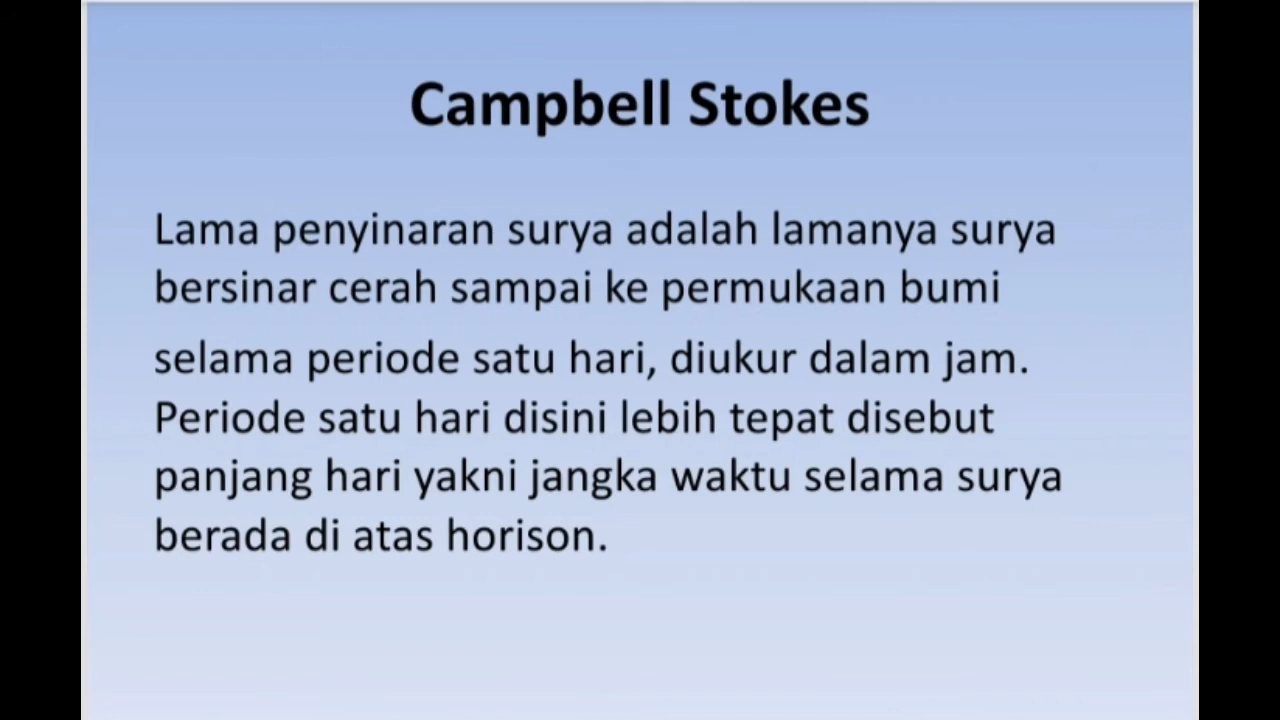 Campbell Stokes
Lama penyinaran surya adalah lamanya surya
bersinar cerah sampai ke permukaan bumi
selama periode satu hari, diukur dalam jam.
Periode satu hari disini lebih tepat disebut
panjang hari yakni jangka waktu selama surya
berada di atas horison.